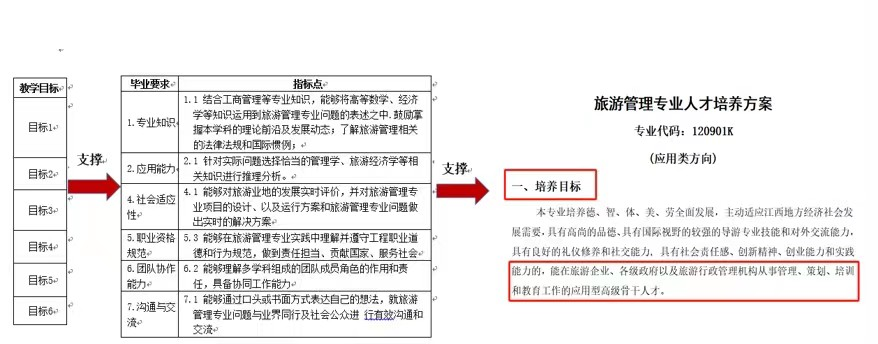 教学目标
目标1
目标2
目标3
目标4
目标5
目标6
支撑
毕业要求 指标点
1.专业知识
1.1 结合工商管理等专业知识，能够将高等数学、经济
学等知识运用到旅游管理专业问题的表述之中.鼓励掌
握本学科的理论前沿及发展动态；了解旅游管理相关
的法律法规和国际惯例；
2.应用能力
2.1 针对实际问题选择恰当的管理学、旅游经济学等相
关知识进行推理分析。
4.社会适应
性
4.1 能够对旅游业地的发展实时评价，并对旅游管理专
业项目的设计、以及运行方案和旅游管理专业问题做
出实时的解决方案
5.职业资格
规范
5.3 能够在旅游管理专业实践中理解并遵守工程职业道
德和行为规范，做到责任担当、贡献国家、服务社会
6.团队协作
能力
6.2 能够理解多学科组成的团队成员角色的作用和责
任，具备协同工作能力
7.沟通与交
流
7.1 能够通过口头或书面方式表达自己的想法，就旅游
管理专业问题与业界同行及社会公众进 行有效沟通和
交流
支撑
旅游管理专业人才培养方案
专业代码：120901K
(应用类方向)
一、培养目标
本专业培养德、智、体、美、劳全面发展，主动适应江西地方经济社会发
展需要，具有高尚的品德、具有国际视野的较强的导游专业技能和对外交流能力，
具有良好的礼仪修养和社交能力，具有社会责任感、创新精神、创业能力和实践
能力的，能在旅游企业、各级政府以及旅游行政管理机构从事管理、策划、培训
和教育工作的应用型高级骨干人才。